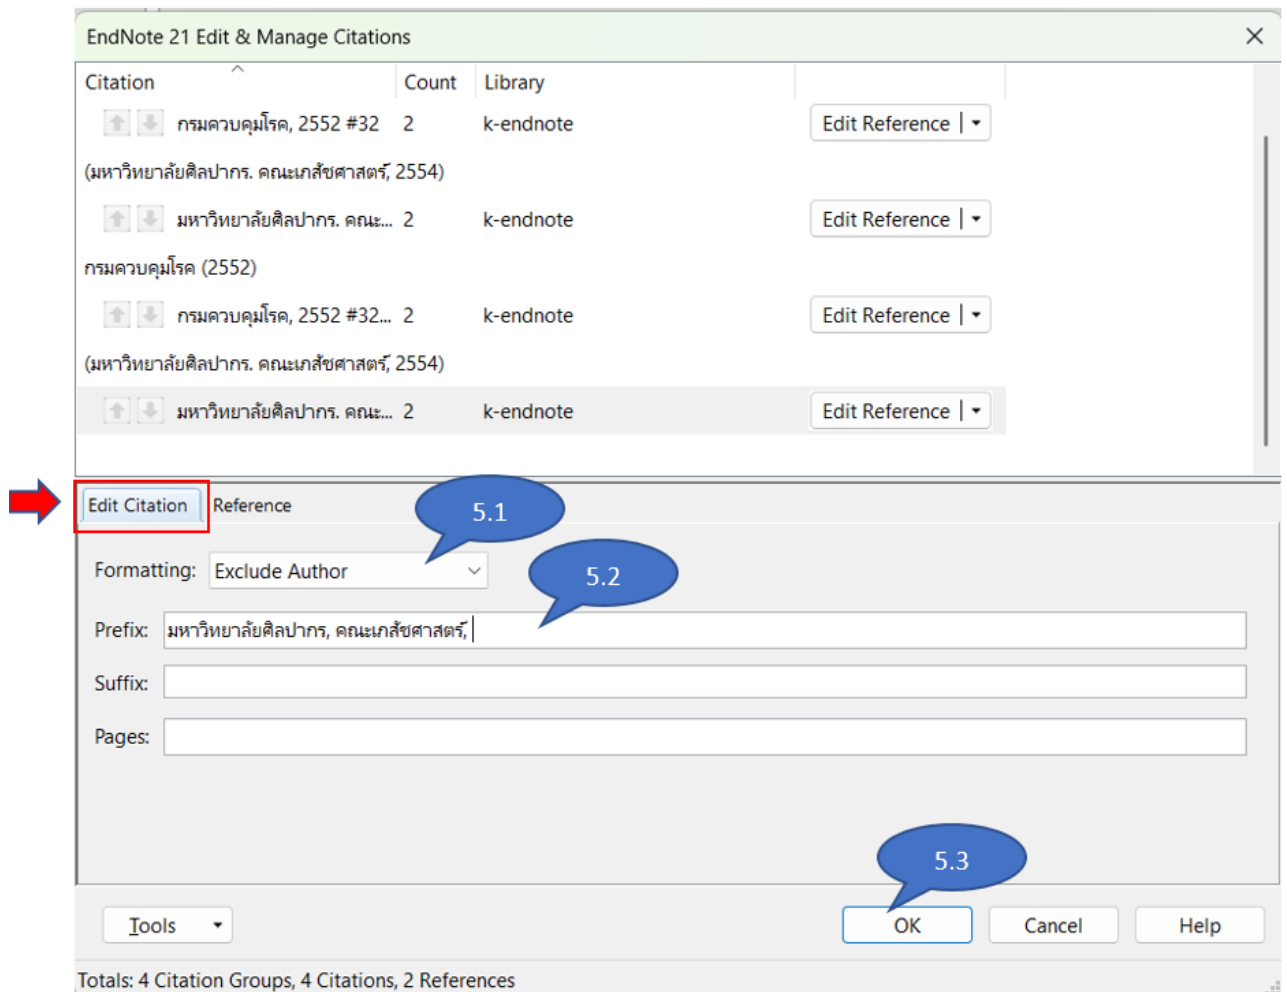 EndNote 21 Edit & Manage Citations
Citation Count Library
กรมควบคุมโรค, 2552 #32 2 k-endnote Edit Reference
(มหาวิทยาลัยศิลปากร. คณะเภสัชศาสตร์, 2554)
มหาวิทยาลัยศิลปากร. คณะ... 2 k-endnote Edit Reference
กรมควบคุมโรค (2552)
กรมควบคุมโรค, 2552 #32... 2 k-endnote Edit Reference
(มหาวิทยาลัยศิลปากร. คณะเภสัชศาสตร์, 2554)
มหาวิทยาลัยศิลปากร. คณะ... 2 k-endnote Edit Reference
Edit Citation Reference
5.1
Formatting: Exclude Author
5.2
Prefix: มหาวิทยาลัยศิลปากร, คณะเภสัชศาสตร์,
Suffix:
Pages:
5.3
Tools OK Cancel Help
Totals: 4 Citation Groups, 4 Citations, 2 References